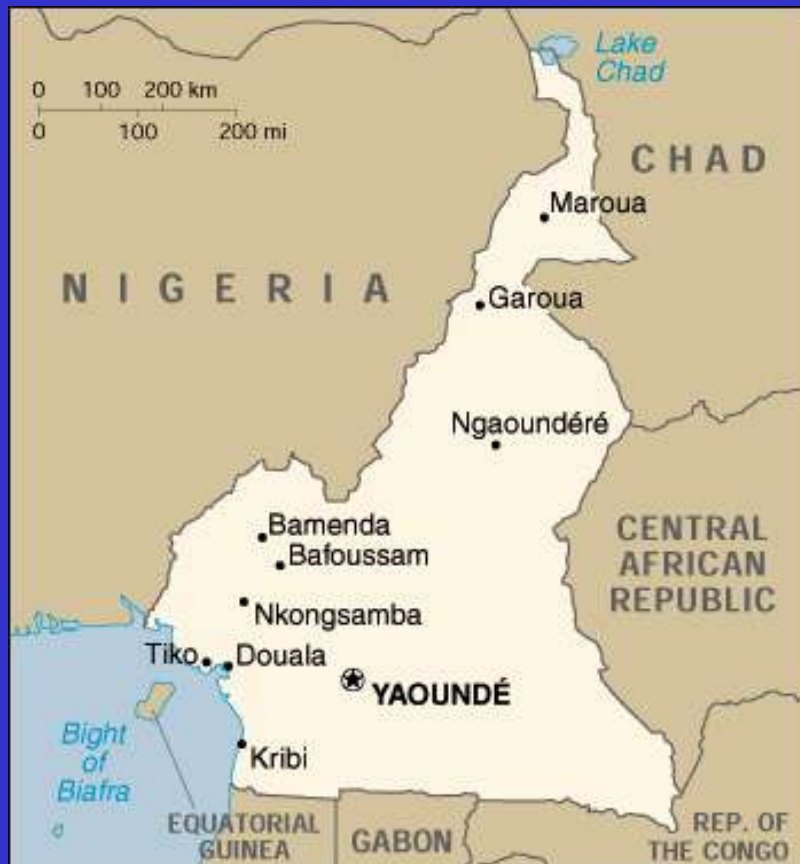 Lake
Chad
0 100 200 km
0 100 200 mi
CHAD
Maroua
NIGERIA
Garoua
Ngaoundéré
Bamenda
Bafoussam
CENTRAL
AFRICAN
REPUBLIC
Nkongsamba
Tiko
Douala
YAOUNDÉ
Bight
of
Biafra
Kribi
EQUATORIAL
GUINEA
GABON
REP. OF
THE CONGO